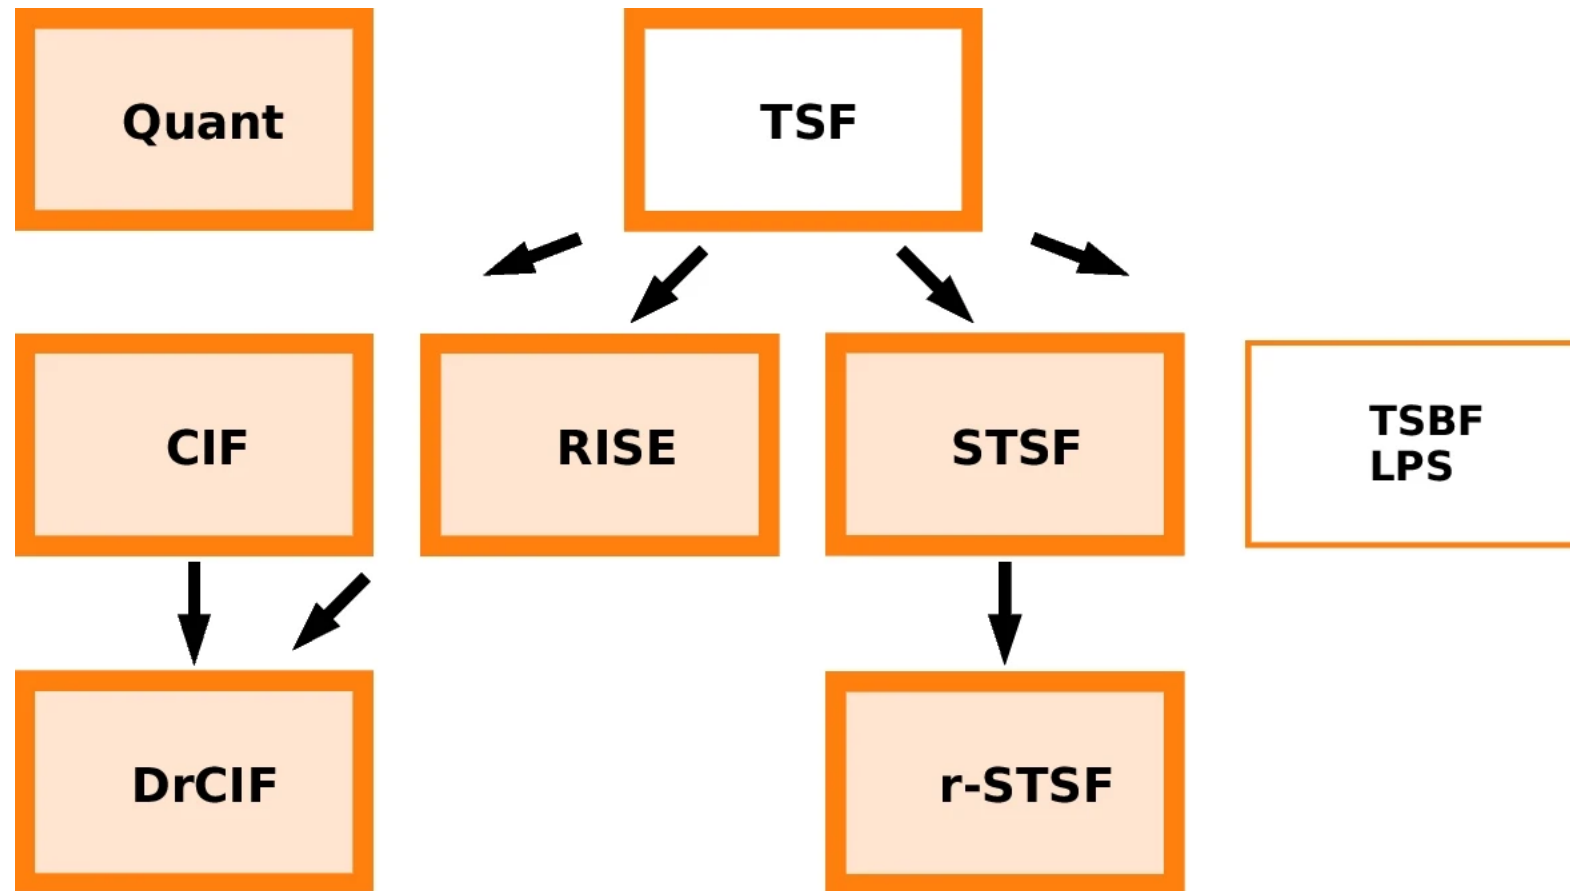 Quant
TSF
CIF
RISE
STSF
TSBF
LPS
DrCIF
r-STSF